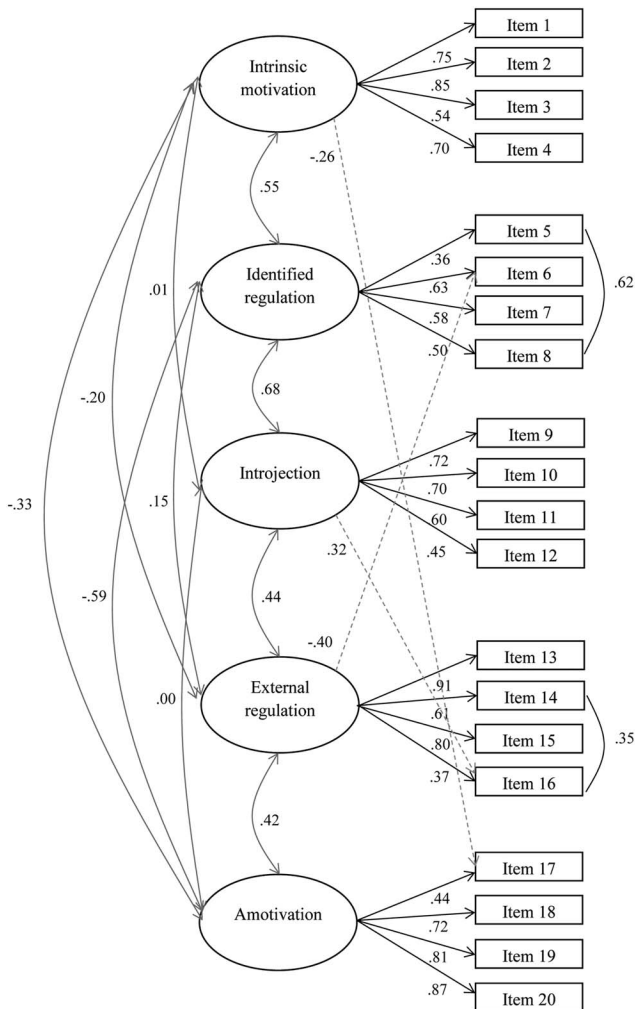 Item 1
Intrinsic
motivation
.75
Item 2
.85
Item 3
.54
Item 4
.70
-.26
.55
Item 5
.36
Item 6
Identified
regulation
.63
.62
.01
Item 7
.58
Item 8
.50
.68
-.20
Item 9
.72
Introjection
Item 10
.70
-.33
.15
Item 11
.60
.32
Item 12
.45
-.59
.44
-.40
Item 13
External
regulation
.91
Item 14
.00
.61
Item 15
.35
.80
Item 16
.37
.42
Item 17
.44
Amotivation
Item 18
.72
Item 19
.81
.87
Item 20